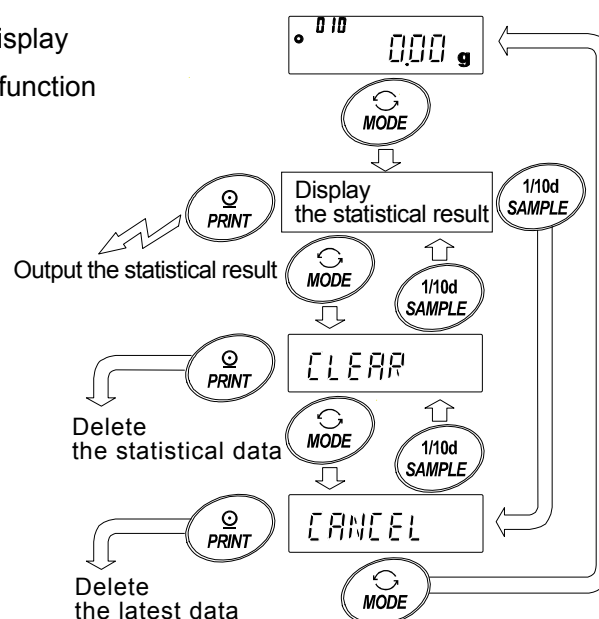 isplay
function
010
0.00 g
MODE
PRINT
Display
the statistical result
1/10d
SAMPLE
Output the statistical result
MODE
1/10d
SAMPLE
PRINT
CLEAR
Delete
the statistical data
MODE
1/10d
SAMPLE
PRINT
CANCEL
Delete
the latest data
MODE